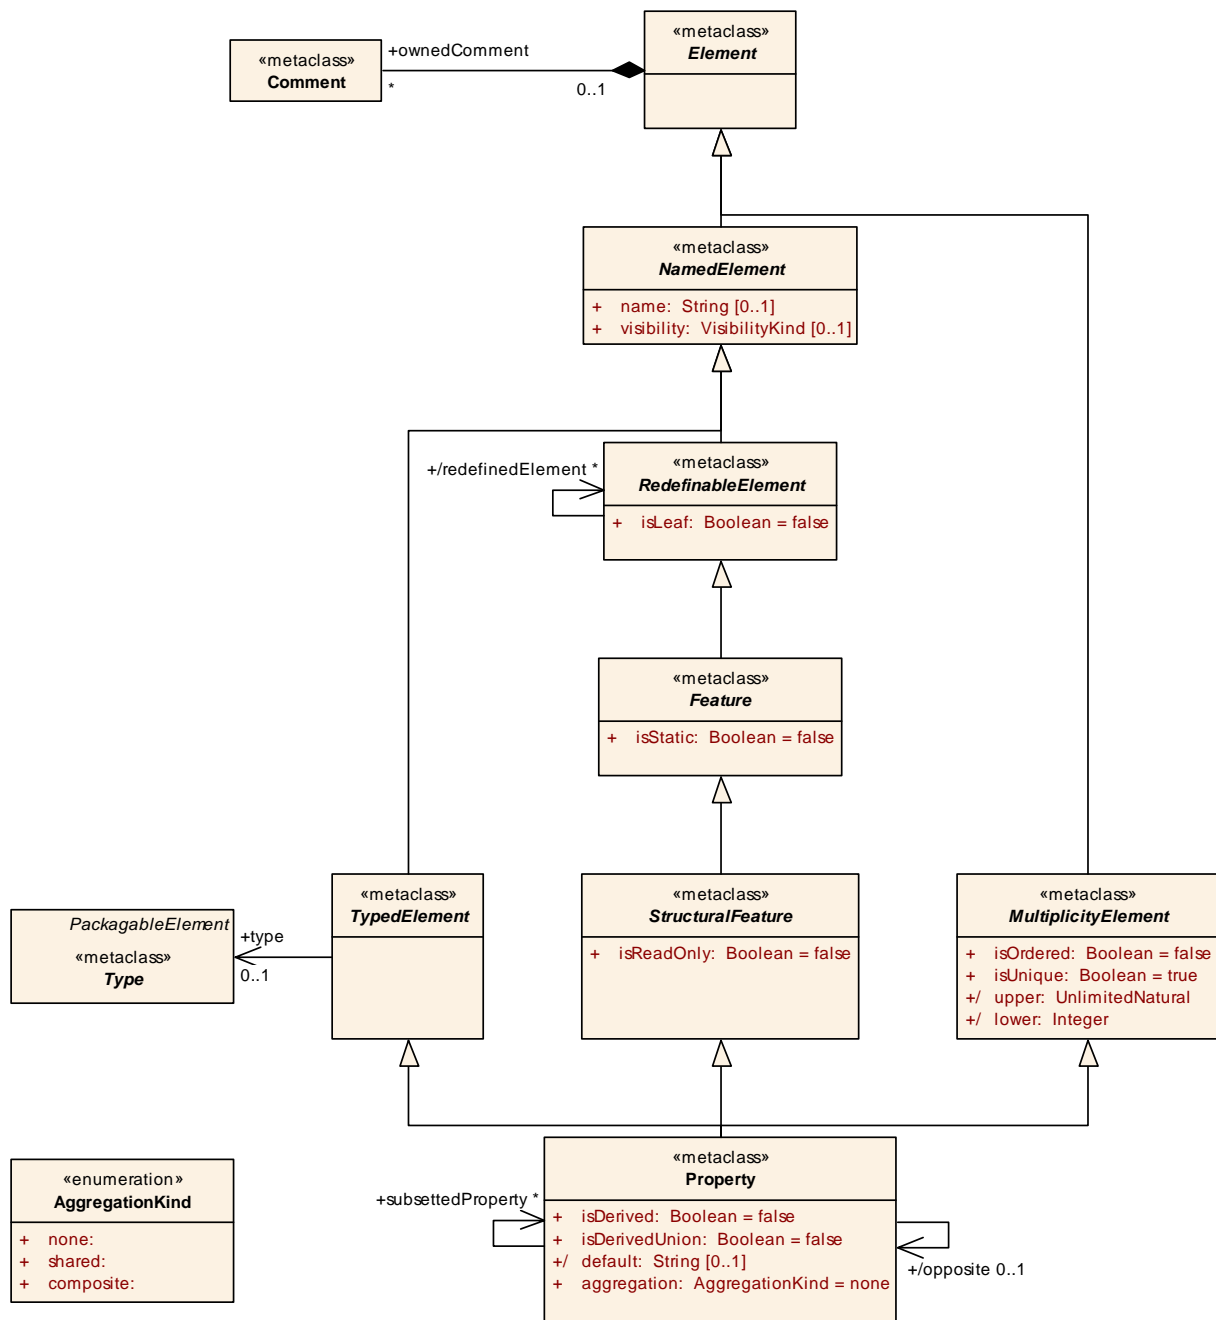 «metaclass»
Element
+ownedComment
«metaclass»
Comment
*
0..1
«metaclass»
NamedElement
+ name: String [0..1]
+ visibility: VisibilityKind [0..1]
«metaclass»
RedefinableElement
+/redefinedElement *
+ isLeaf: Boolean = false
«metaclass»
Feature
+ isStatic: Boolean = false
«metaclass»
TypedElement
«metaclass»
StructuralFeature
+ isReadOnly: Boolean = false
«metaclass»
MultiplicityElement
+ isOrdered: Boolean = false
+ isUnique: Boolean = true
+/ upper: UnlimitedNatural
+/ lower: Integer
PackagableElement
«metaclass»
Type
+type
0..1
«enumeration»
AggregationKind
+ none:
+ shared:
+ composite:
«metaclass»
Property
+subsettedProperty *
+ isDerived: Boolean = false
+ isDerivedUnion: Boolean = false
+/ default: String [0..1]
+ aggregation: AggregationKind = none
+/opposite 0..1